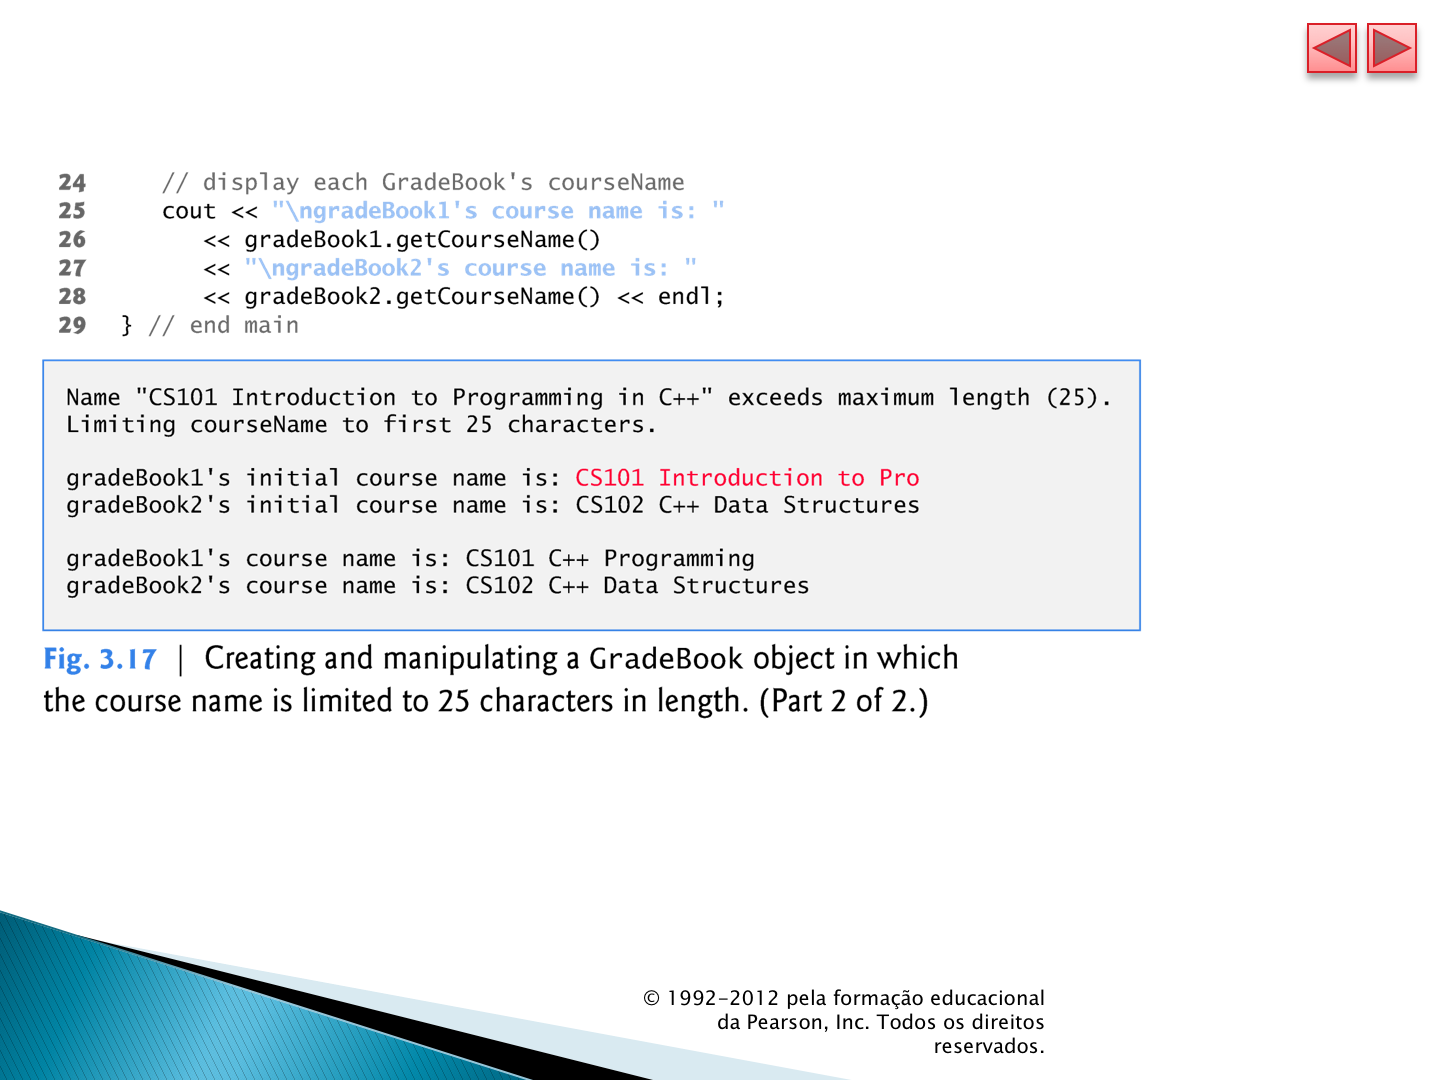 24 // display each GradeBook's courseName
25 cout << "\ngradeBook1's course name is: "
26 << gradeBook1.getCourseName()
27 << "\ngradeBook2's course name is: "
28 << gradeBook2.getCourseName() << endl;
29 } // end main
Name "CS101 Introduction to Programming in C++" exceeds maximum length (25).
Limiting courseName to first 25 characters.
gradeBook1's initial course name is: CS101 Introduction to Pro
gradeBook2's initial course name is: CS102 C++ Data Structures
gradeBook1's course name is: CS101 C++ Programming
gradeBook2's course name is: CS102 C++ Data Structures
Fig. 3.17 | Creating and manipulating a GradeBook object in which
the course name is limited to 25 characters in length. (Part 2 of 2.)
© 1992-2012 pela formação educacional
da Pearson, Inc. Todos os direitos
reservados.